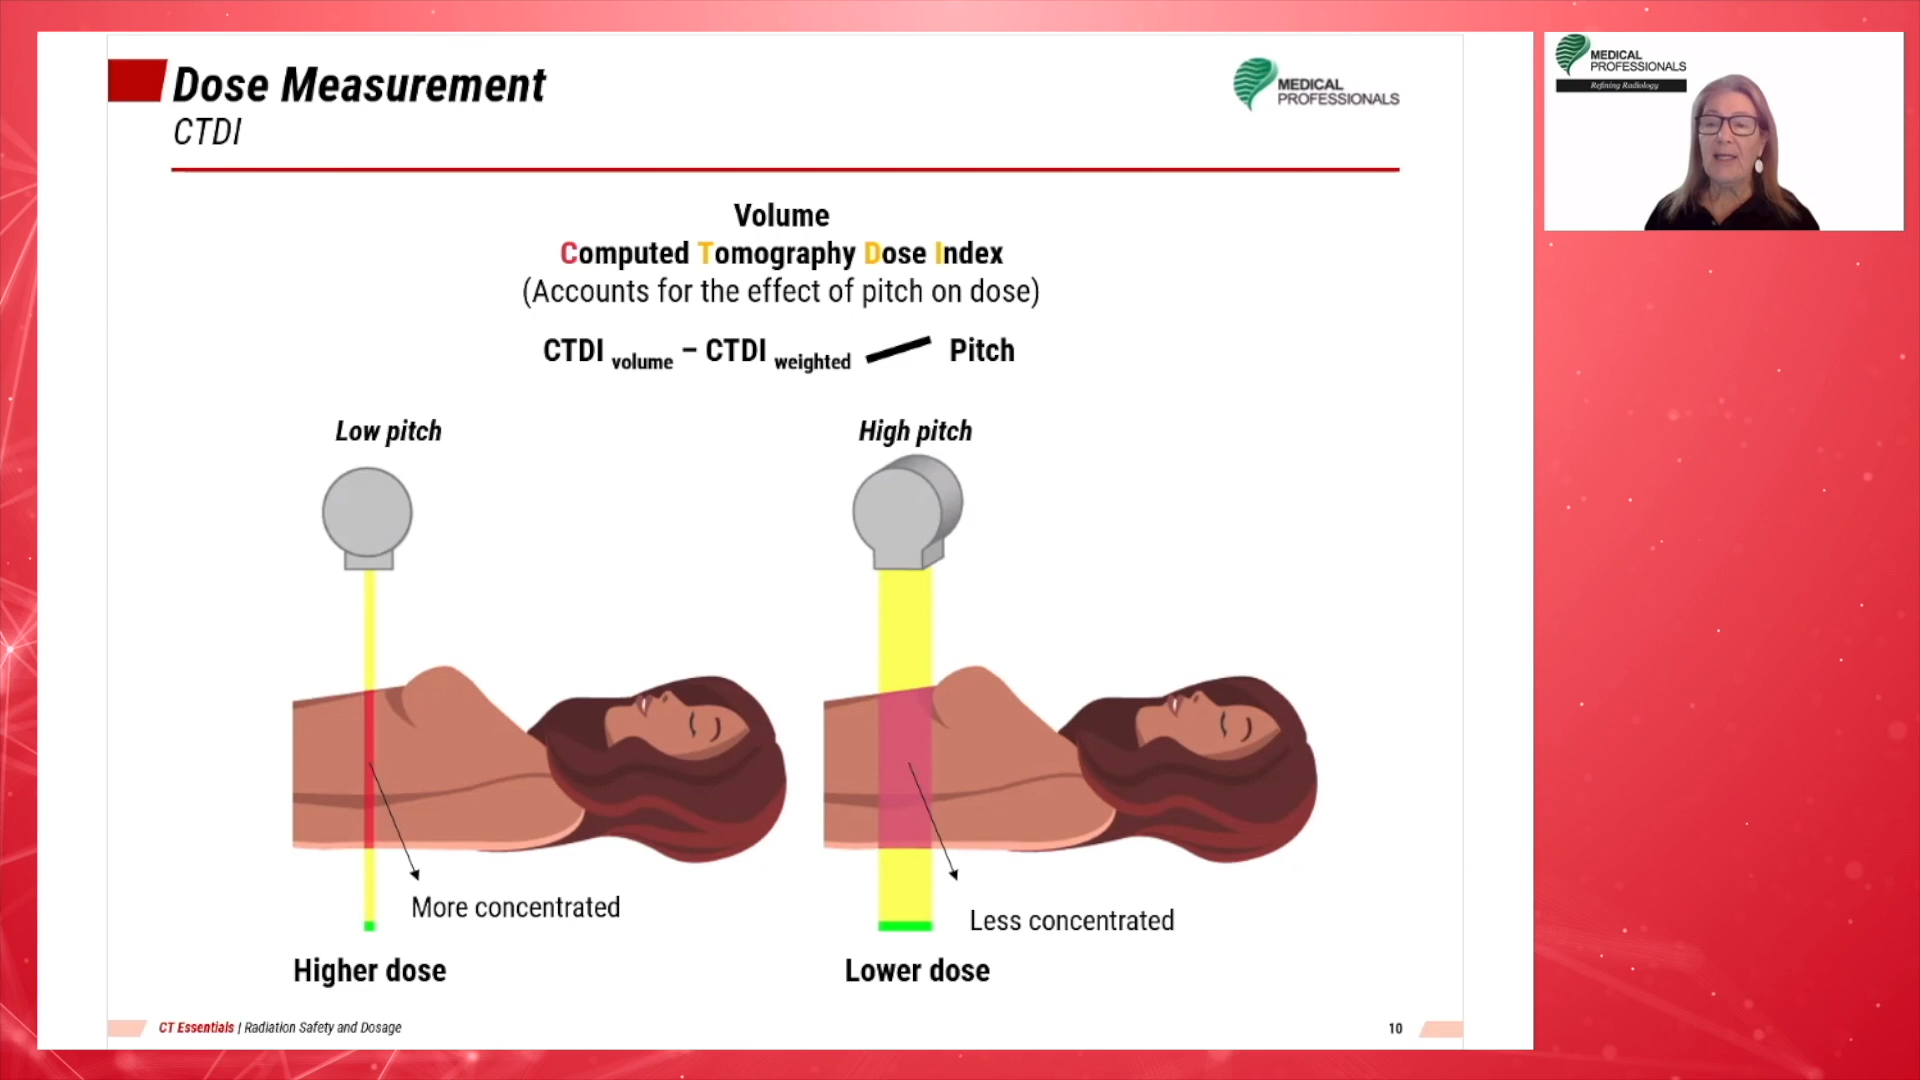 Dose Measurement
CTDI
MEDICAL
PROFESSIONALS
Volume
Computed Tomography Dose Index
(Accounts for the effect of pitch on dose)
CTDI volume – CTDI weighted / Pitch
Low pitch
High pitch
More concentrated
Less concentrated
Higher dose
Lower dose
CT Essentials | Radiation Safety and Dosage
10
MEDICAL
PROFESSIONALS
Refining Radiology